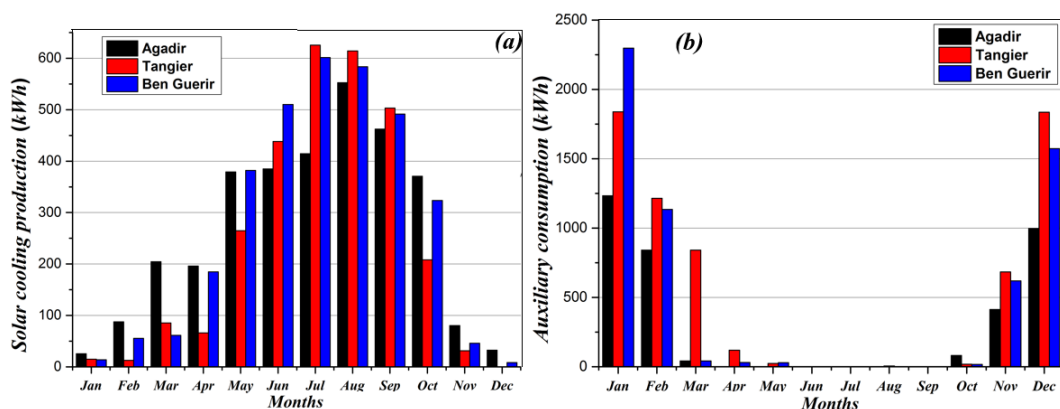 (a)
Agadir
Tangier
Ben Guerir
Solar cooling production (kWh)
600
500
400
300
200
100
0
Jan Feb Mar Apr May Jun Jul Aug Sep Oct Nov Dec
Months
(b)
Agadir
Tangier
Ben Guerir
Auxiliary consumption (kWh)
2500
2000
1500
1000
500
0
Jan Feb Mar Apr May Jun Jul Aug Sep Oct Nov Dec
Months